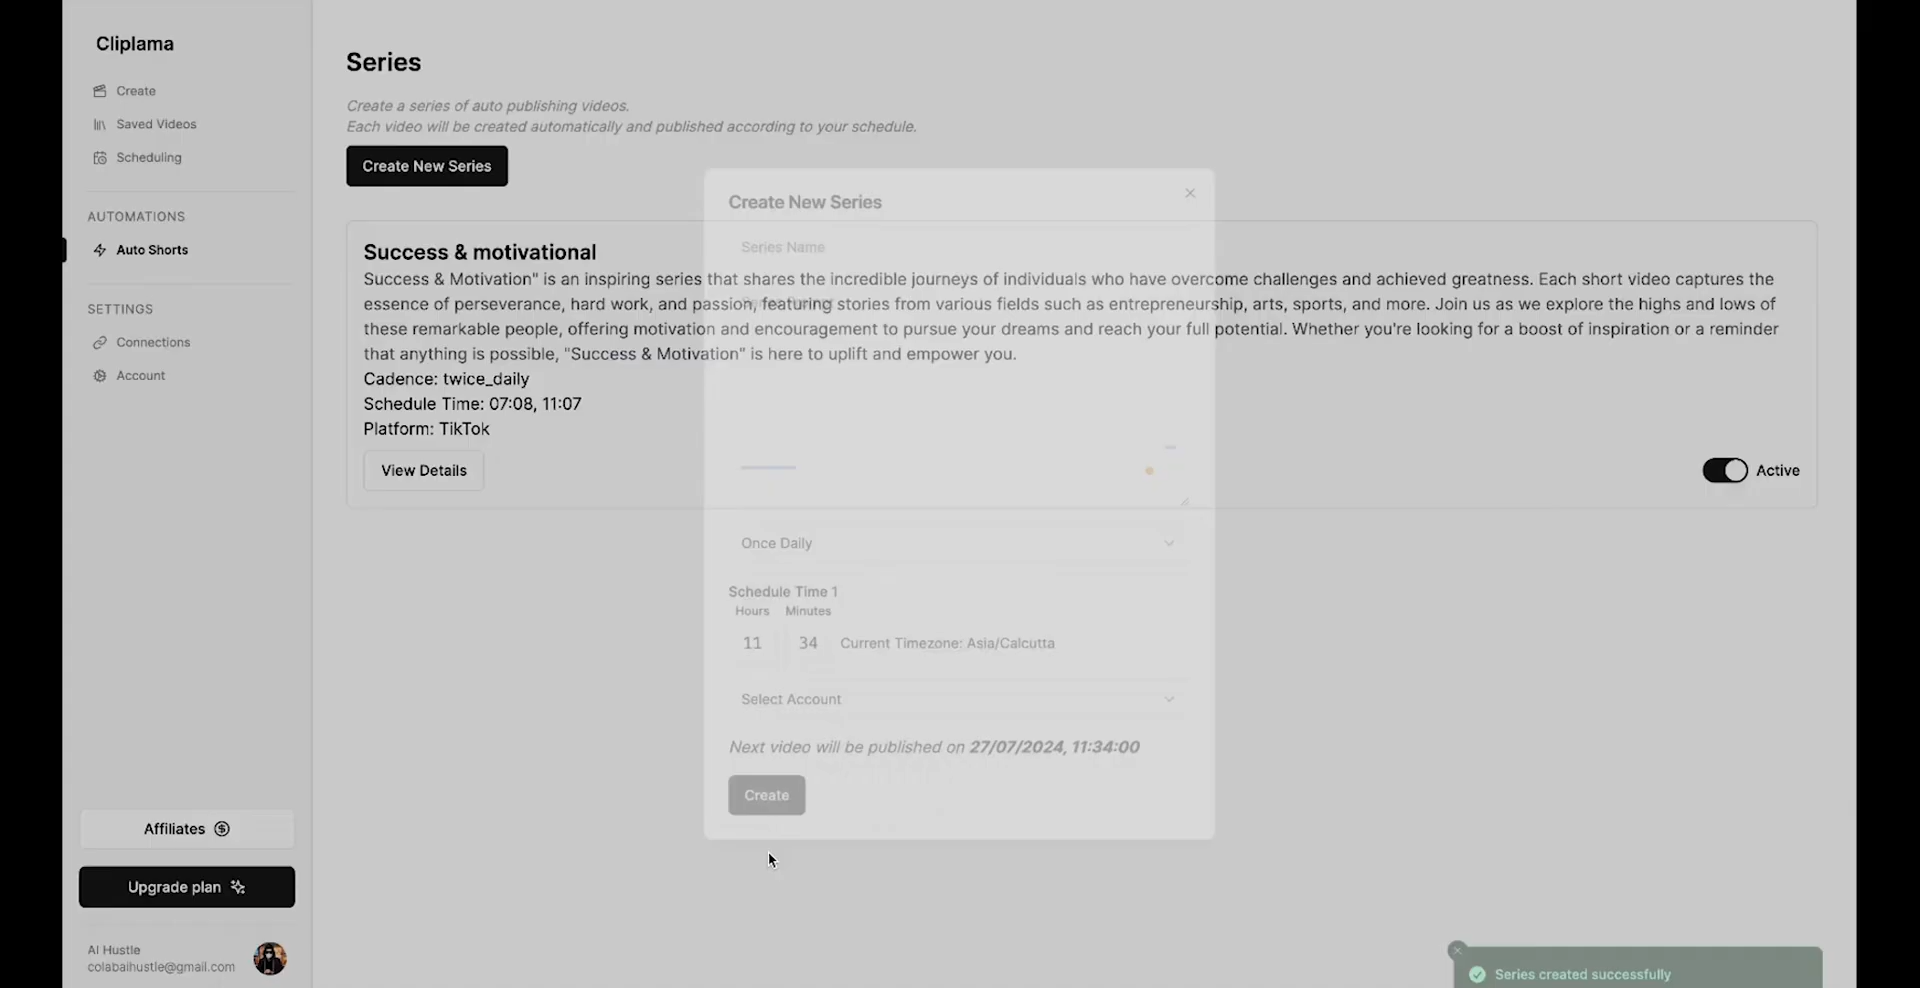 Cliplama
Create
Saved Videos
Scheduling
AUTOMATIONS
Auto Shorts
SETTINGS
Connections
Account
Affiliates
Upgrade plan
AI Hustle
colabaihustle@gmail.com
Series
Create a series of auto publishing videos.
Each video will be created automatically and published according to your schedule.
Create New Series
Success & motivational
Success & Motivation" is an inspiring series that shares the incredible journeys of individuals who have overcome challenges and achieved greatness. Each short video captures the
essence of perseverance, hard work, and passion, featuring stories from various fields such as entrepreneurship, arts, sports, and more. Join us as we explore the highs and lows of
these remarkable people, offering motivation and encouragement to pursue your dreams and reach your full potential. Whether you're looking for a boost of inspiration or a reminder
that anything is possible, "Success & Motivation" is here to uplift and empower you.
Cadence: twice_daily
Schedule Time: 07:08, 11:07
Platform: TikTok
View Details
Active
Create New Series
Series Name
Once Daily
Schedule Time 1
Hours Minutes
11 34 Current Timezone: Asia/Calcutta
Select Account
Next video will be published on 27/07/2024, 11:34:00
Create
Series created successfully